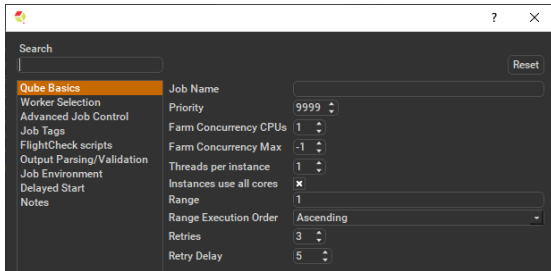 ?
Search
Reset
Qube Basics
Worker Selection
Advanced Job Control
Job Tags
FlightCheck scripts
Output Parsing/Validation
Job Environment
Delayed Start
Notes
Job Name
Priority 9999
Farm Concurrency CPUs 1
Farm Concurrency Max -1
Threads per instance 1
Instances use all cores
Range 1
Range Execution Order Ascending
Retries 3
Retry Delay 5